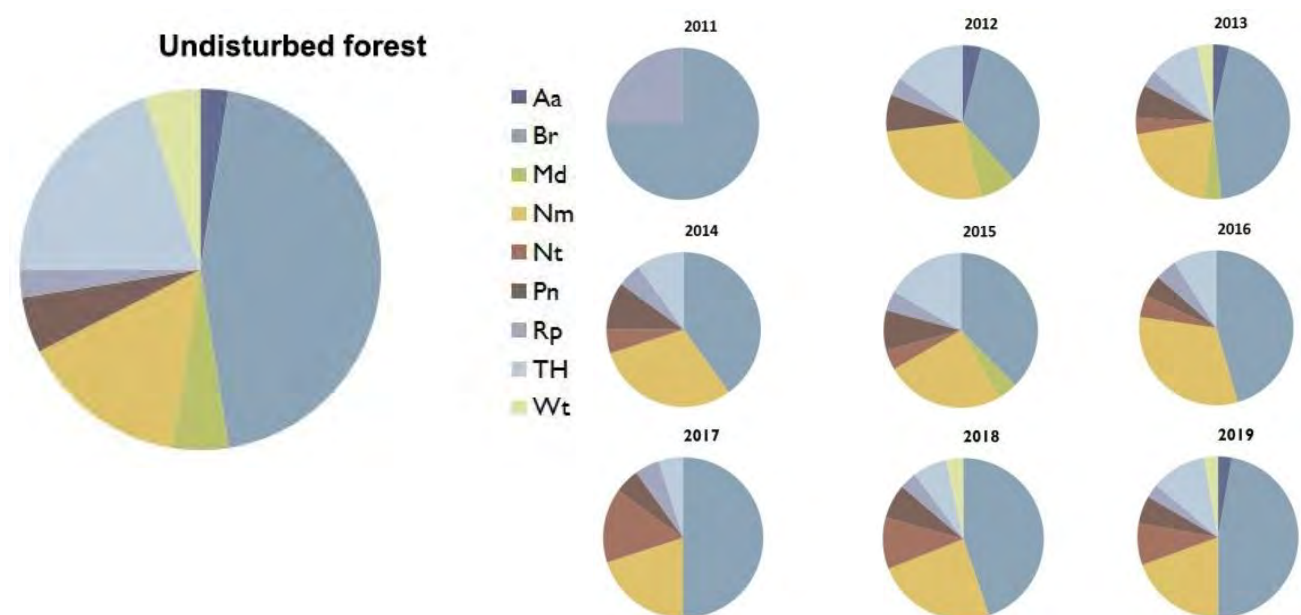 Undisturbed forest
Aa
Br
Md
Nm
Nt
Pn
Rp
TH
Wt
2011
2012
2013
2014
2015
2016
2017
2018
2019